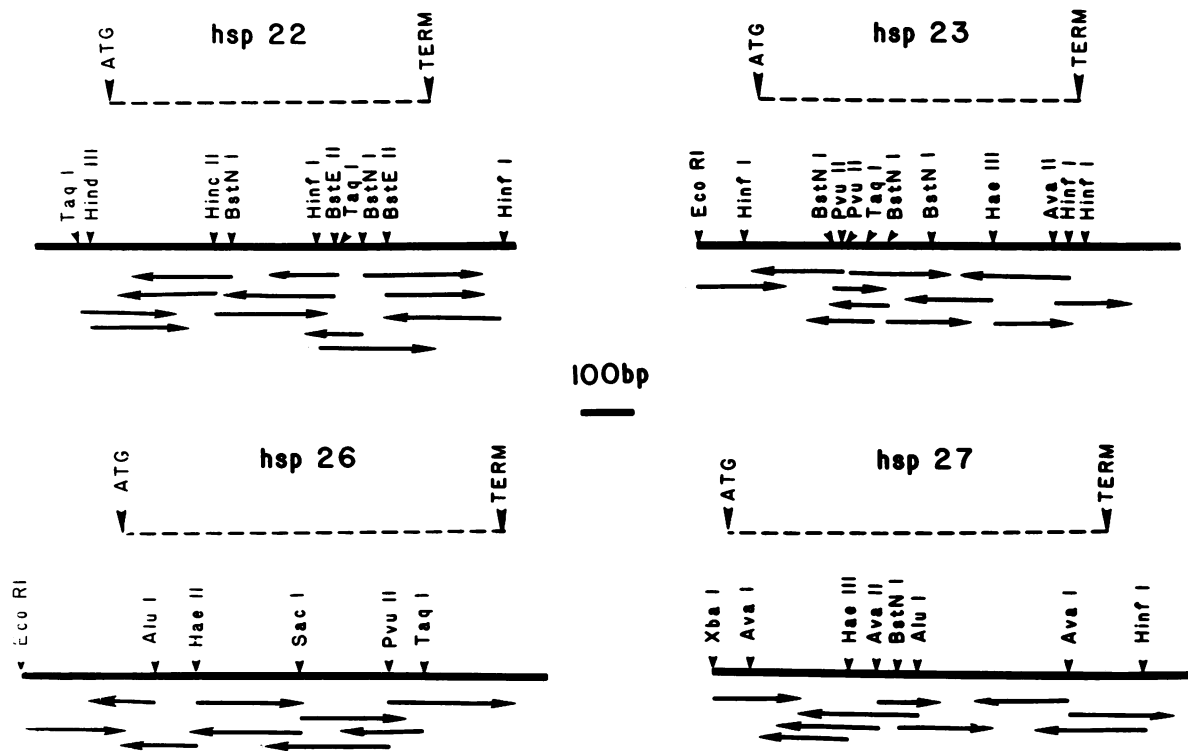 hsp 22
ATG
TERM
Taq I
Hind III
Hinc II
BstN I
Hinf I
BstE II
Taq I
BstN I
BstE II
Hinf I
hsp 23
ATG
TERM
Eco RI
Hinf I
BstN I
Pvu II
Pvu II
Taq I
BstN I
BstN I
Hae III
Ava II
Hinf I
Hinf I
100bp
hsp 26
ATG
TERM
Eco RI
Alu I
Hae II
Sac I
Pvu II
Taq I
hsp 27
ATG
TERM
Xba I
Ava I
Hae III
Ava II
BstN I
Alu I
Ava I
Hinf I